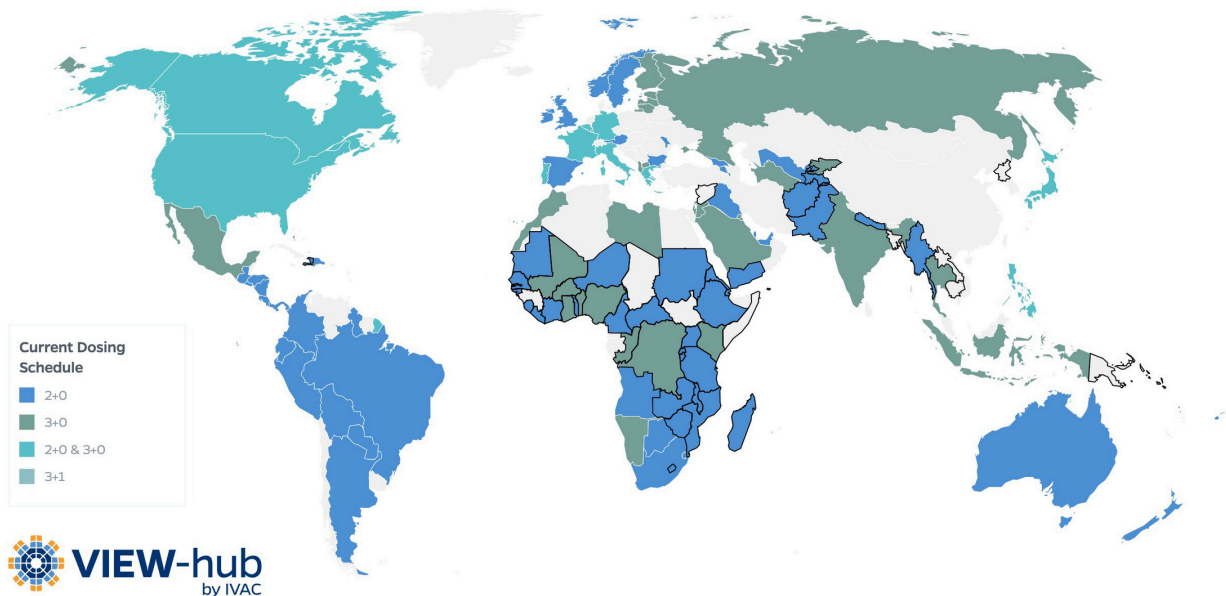 Current Dosing
Schedule
2+0
3+0
2+0 & 3+0
3+1
VIEW-hub
by IVAC